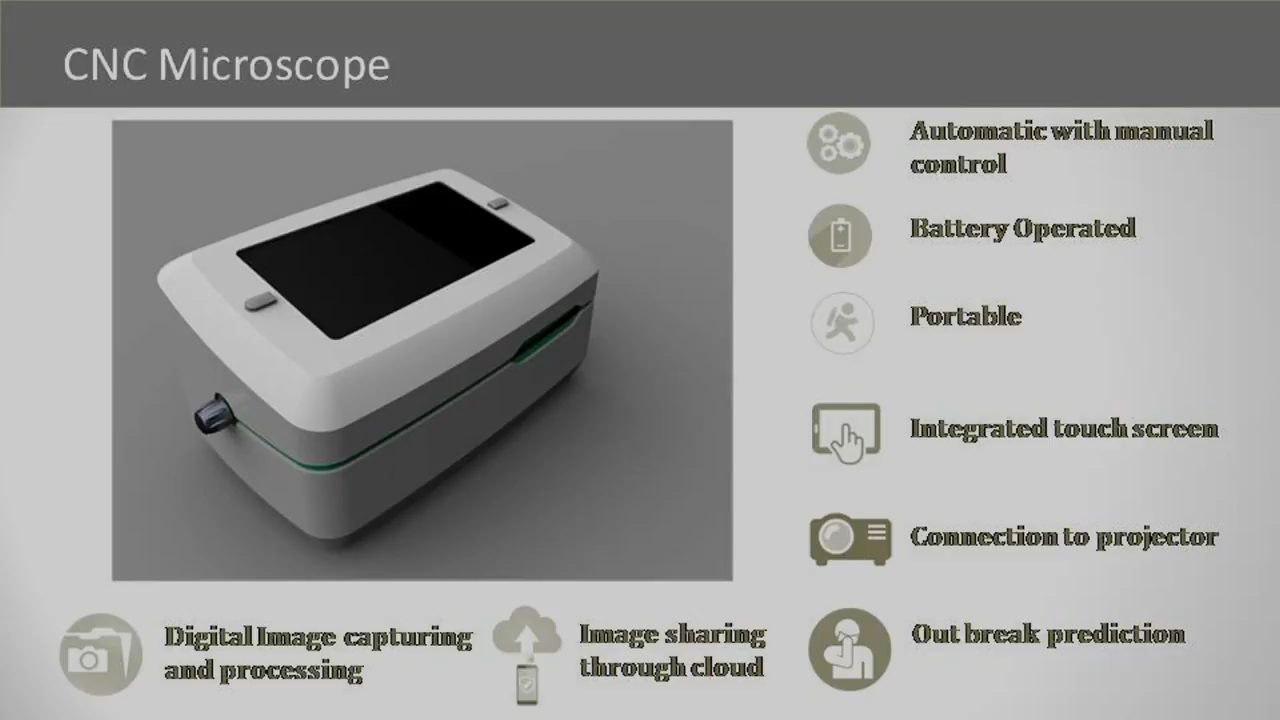 CNC Microscope
Automatic with manual
control
Battery Operated
Portable
Integrated touch screen
Connection to projector
Out break prediction
Digital Image capturing
and processing
Image sharing
through cloud